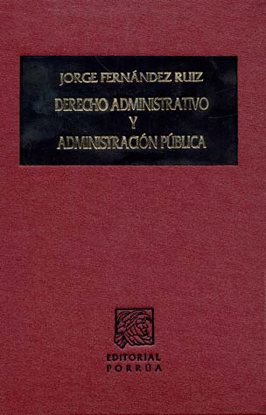 JORGE FERNÁNDEZ RUIZ
DERECHO ADMINISTRATIVO
Y
ADMINISTRACIÓN PÚBLICA
EDITORIAL
PORRÚA